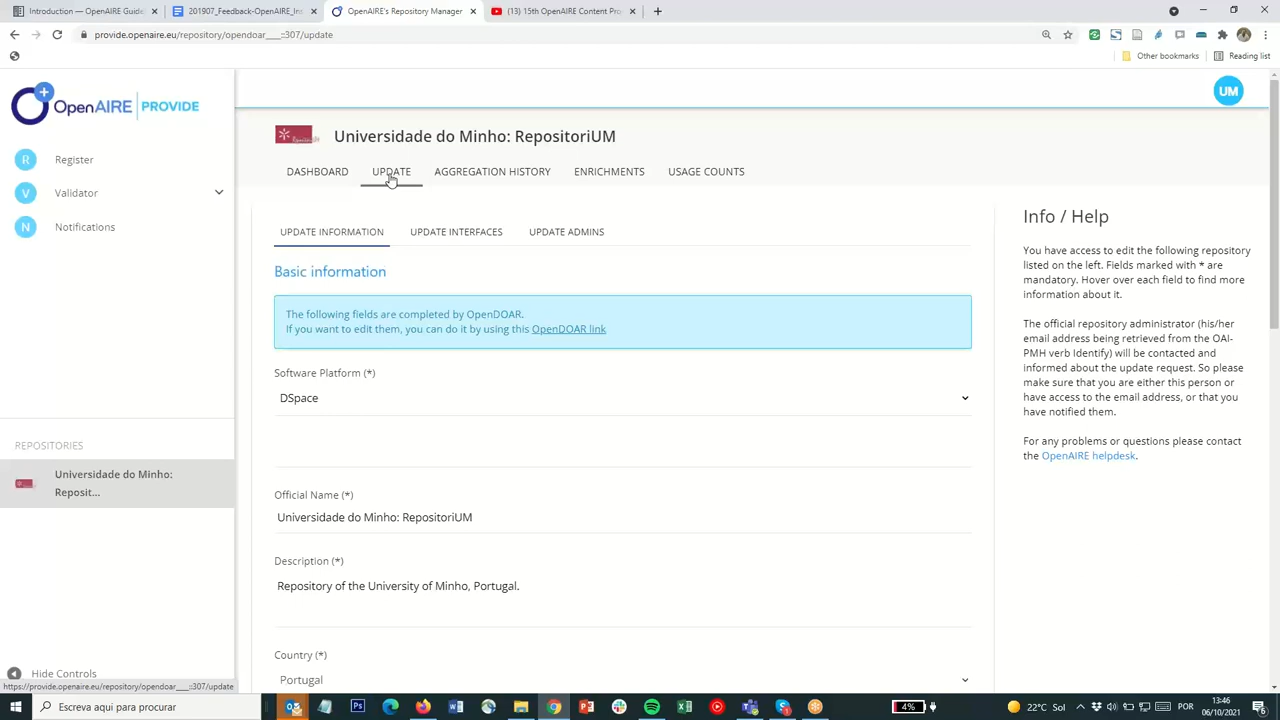 Introduction — OpenAIRE Guide
201907_Feedback-OpenAIRE_In
OpenAIRE's Repository Manager
(13) 15th OpenAIRE Content Pro
provide.openaire.eu/repository/opendoar____::307/update
Other bookmarks
Reading list
OpenAIRE PROVIDE
UM
R Register
V Validator
N Notifications
Universidade do Minho: RepositoriUM
DASHBOARD UPDATE AGGREGATION HISTORY ENRICHMENTS USAGE COUNTS
UPDATE INFORMATION UPDATE INTERFACES UPDATE ADMINS
Basic information
The following fields are completed by OpenDOAR.
If you want to edit them, you can do it by using this OpenDOAR link
Software Platform (*)
DSpace
Official Name (*)
Universidade do Minho: RepositoriUM
Description (*)
Repository of the University of Minho, Portugal.
Country (*)
Portugal
Info / Help
You have access to edit the following repository
listed on the left. Fields marked with * are
mandatory. Hover over each field to find more
information about it.
The official repository administrator (his/her
email address being retrieved from the OAI-
PMH verb Identify) will be contacted and
informed about the update request. So please
make sure that you are either this person or
have access to the email address, or that you
have notified them.
For any problems or questions please contact
the OpenAIRE helpdesk.
REPOSITORIES
Universidade do Minho:
Reposit...
Hide Controls
https://provide.openaire.eu/repository/opendoar____::307/update
Escreva aqui para procurar
4%
22°C Sol
POR
13:46
06/10/2021